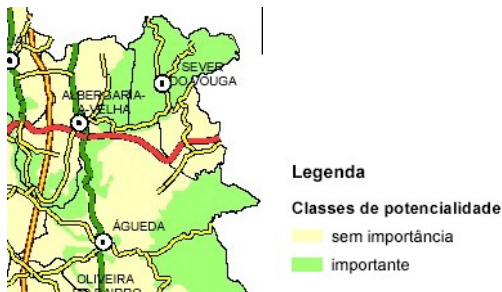 SEVER
DO VOUGA
ALBERGARIA-
A-VELHA
ÁGUEDA
OLIVEIRA
Legenda
Classes de potencialidade
sem importância
importante